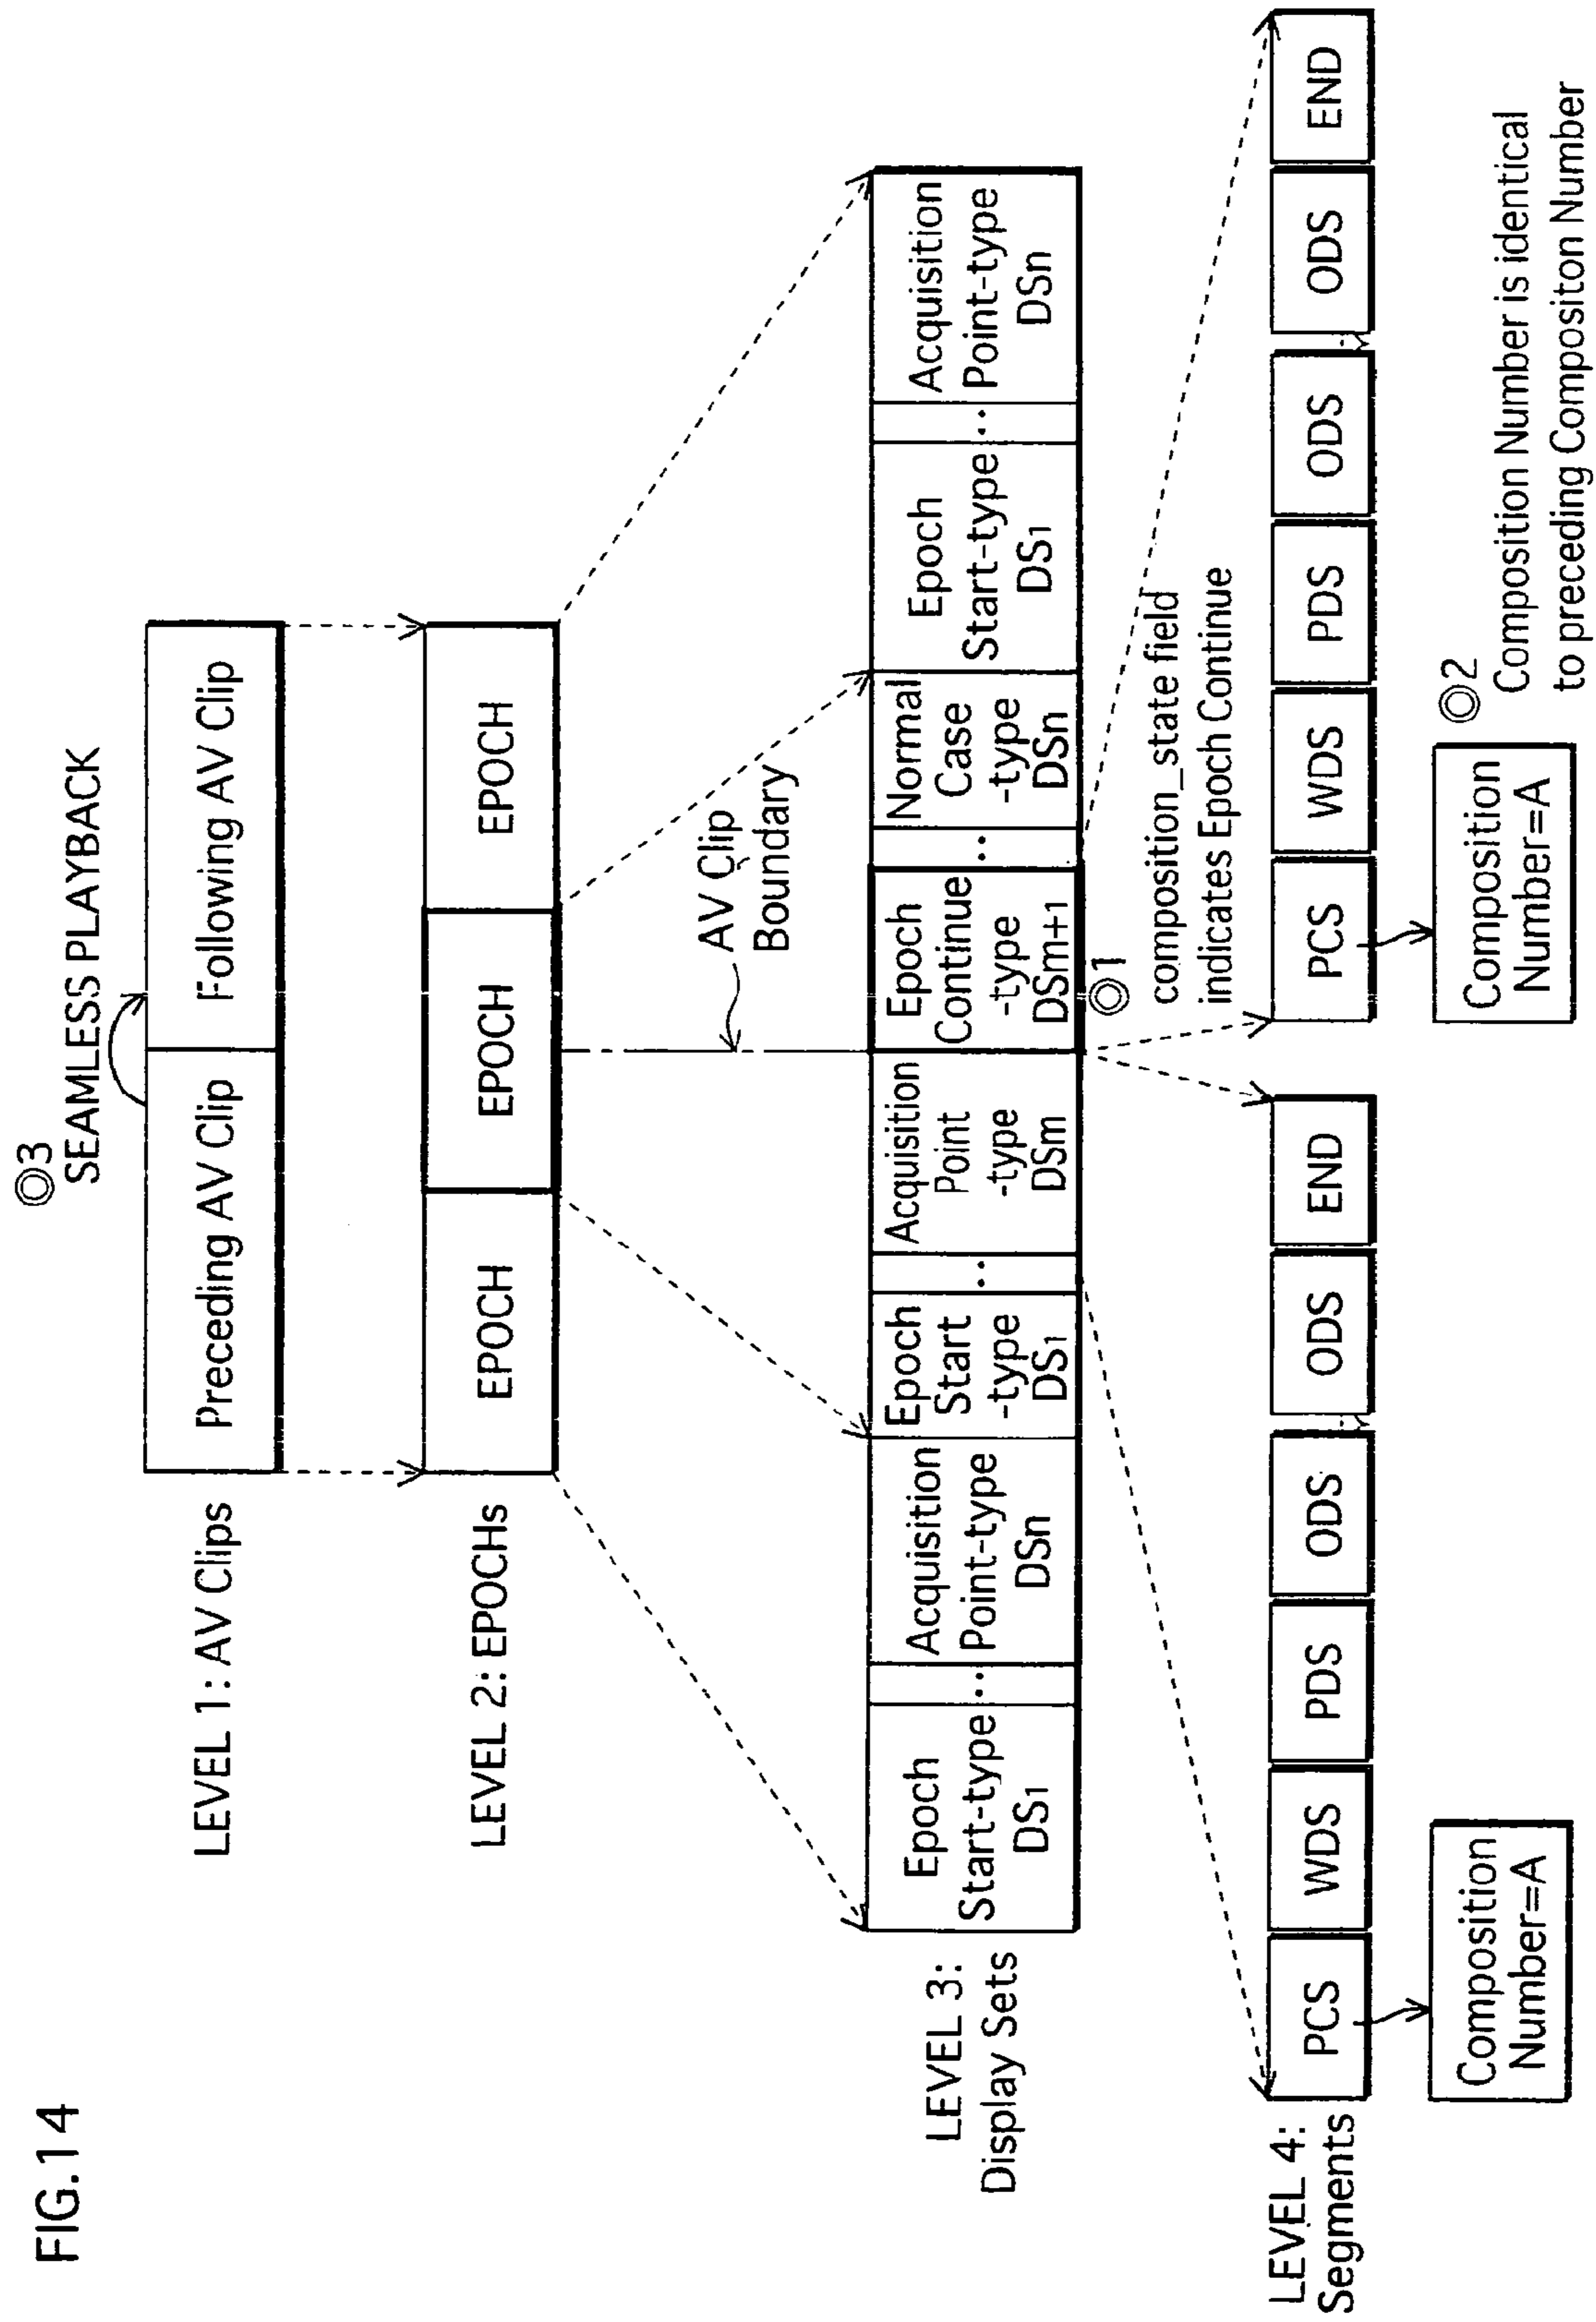 FIG.14
◎3
SEAMLESS PLAYBACK
LEVEL 1: AV Clips
Preceding AV Clip
Following AV Clip
LEVEL 2: EPOCHs
EPOCH
EPOCH
EPOCH
AV Clip
Boundary
LEVEL 3:
Display Sets
Epoch
Start-type
DS1
..
Acquisition
Point-type
DSn
Epoch
Start
-type
DS1
..
Acquisition
Point
-type
DSm
Epoch
Continue
-type
DSm+1
..
Normal
Case
-type
DSn
Epoch
Start-type
DS1
..
Acquisition
Point-type
DSn
◎1
composition_state field
indicates Epoch Continue
LEVEL 4:
Segments
PCS
WDS
PDS
ODS
ODS
END
PCS
WDS
PDS
ODS
ODS
END
Composition
Number=A
Composition
Number=A
◎2
Composition Number is identical
to preceding Compositon Number